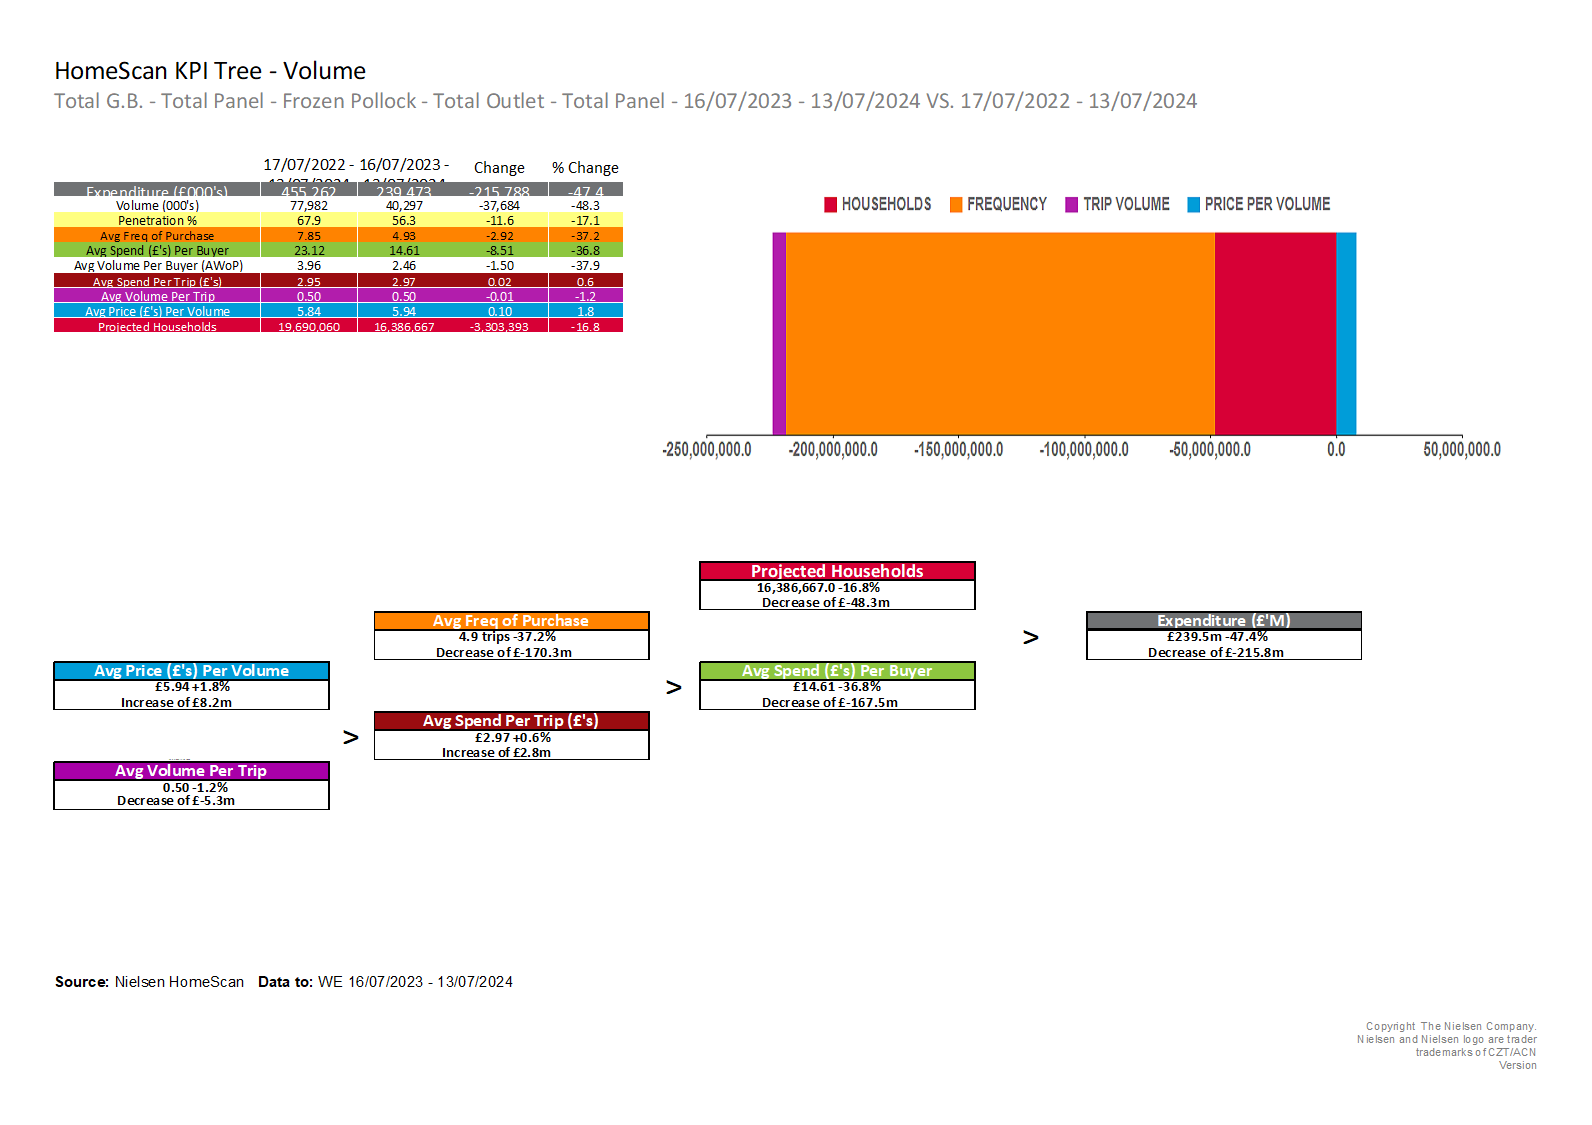 HomeScan KPI Tree - Volume
Total G.B. - Total Panel - Frozen Pollock - Total Outlet - Total Panel - 16/07/2023 - 13/07/2024 VS. 17/07/2022 - 13/07/2024
17/07/2022 - 16/07/2023 - Change % Change
13/07/2024 13/07/2024
Expenditure (£000's) 455,262 239,473 -215,788 -47.4
Volume (000's) 77,982 40,297 -37,684 -48.3
Penetration % 67.9 56.3 -11.6 -17.1
Avg Freq of Purchase 7.85 4.93 -2.92 -37.2
Avg Spend (£'s) Per Buyer 23.12 14.61 -8.51 -36.8
Avg Volume Per Buyer (AWoP) 3.96 2.46 -1.50 -37.9
Avg Spend Per Trip (£'s) 2.95 2.97 0.02 0.6
Avg Volume Per Trip 0.50 0.50 -0.01 -1.2
Avg Price (£'s) Per Volume 5.84 5.94 0.10 1.8
Projected Households 19,690,060 16,386,667 -3,303,393 -16.8
HOUSEHOLDS FREQUENCY TRIP VOLUME PRICE PER VOLUME
-250,000,000.0 -200,000,000.0 -150,000,000.0 -100,000,000.0 -50,000,000.0 0.0 50,000,000.0
Projected Households
16,386,667.0 -16.8%
Decrease of £-48.3m
Avg Freq of Purchase
4.9 trips -37.2%
Decrease of £-170.3m
>
Expenditure (£'M)
£239.5m -47.4%
Decrease of £-215.8m
Avg Price (£'s) Per Volume
£5.94 +1.8%
Increase of £8.2m
>
Avg Spend (£'s) Per Buyer
£14.61 -36.8%
Decrease of £-167.5m
>
Avg Spend Per Trip (£'s)
£2.97 +0.6%
Increase of £2.8m
Avg Volume Per Trip
0.50 -1.2%
Decrease of £-5.3m
Source: Nielsen HomeScan Data to: WE 16/07/2023 - 13/07/2024
Copyright The Nielsen Company.
Nielsen and Nielsen logo are trader
trademarks of CZT/ACN
Version